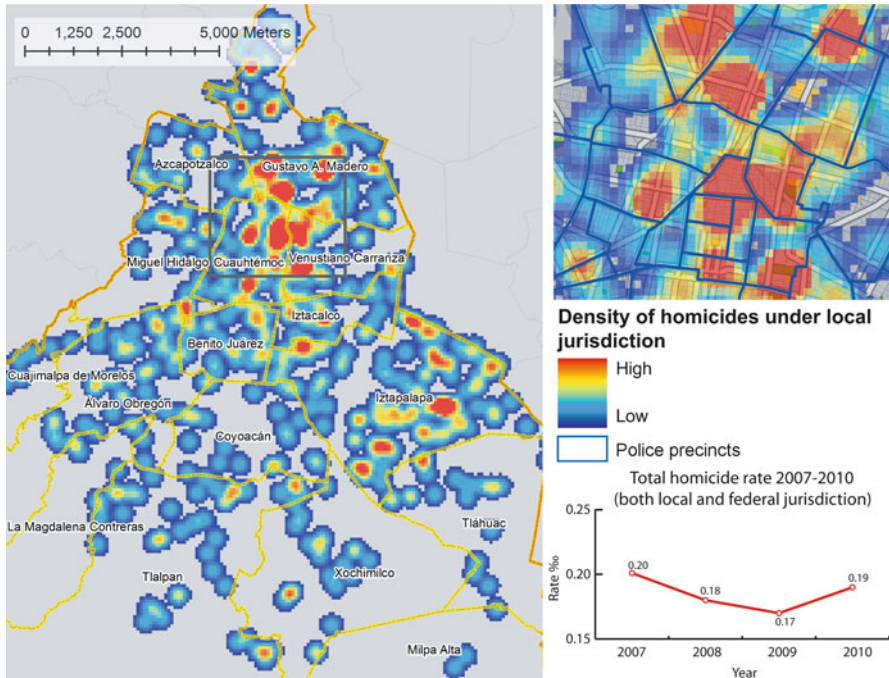 0 1,250 2,500 5,000 Meters
Azcapotzalco
Gustavo A. Madero
Miguel Hidalgo
Cuauhtémoc
Venustiano Carranza
Iztacalco
Benito Juárez
Cuajimalpa de Morelos
Álvaro Obregón
Iztapalapa
Coyoacán
La Magdalena Contreras
Tláhuac
Tlalpan
Xochimilco
Milpa Alta
Density of homicides under local
jurisdiction
High
Low
Police precincts
Total homicide rate 2007-2010
(both local and federal jurisdiction)
0.25
0.20
0.15
Rate ‰
0.20
0.18
0.17
0.19
2007 2008 2009 2010
Year